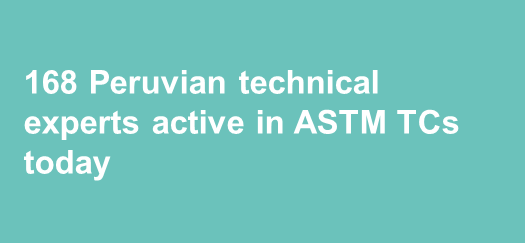 168 Peruvian technical
experts active in ASTM TCs
today